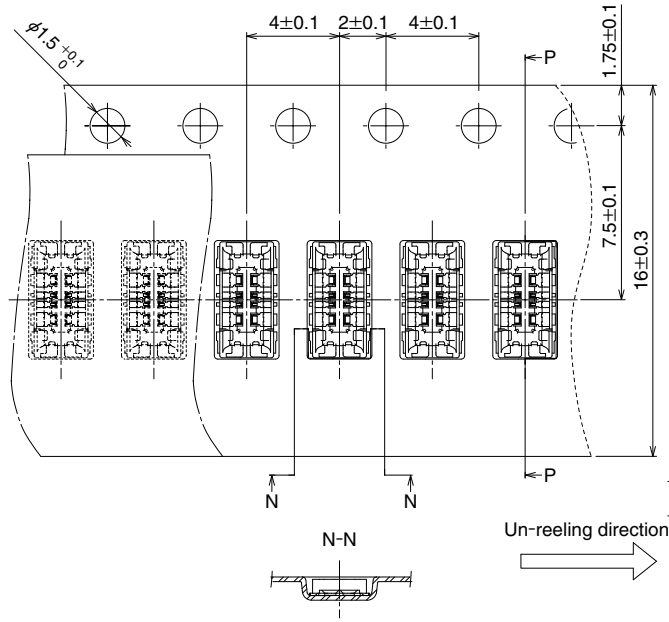 4±0.1
2±0.1
4±0.1
φ1.5 +0.1 0
P
1.75±0.1
7.5±0.1
16±0.3
P
N
N
Un-reeling direction
N-N